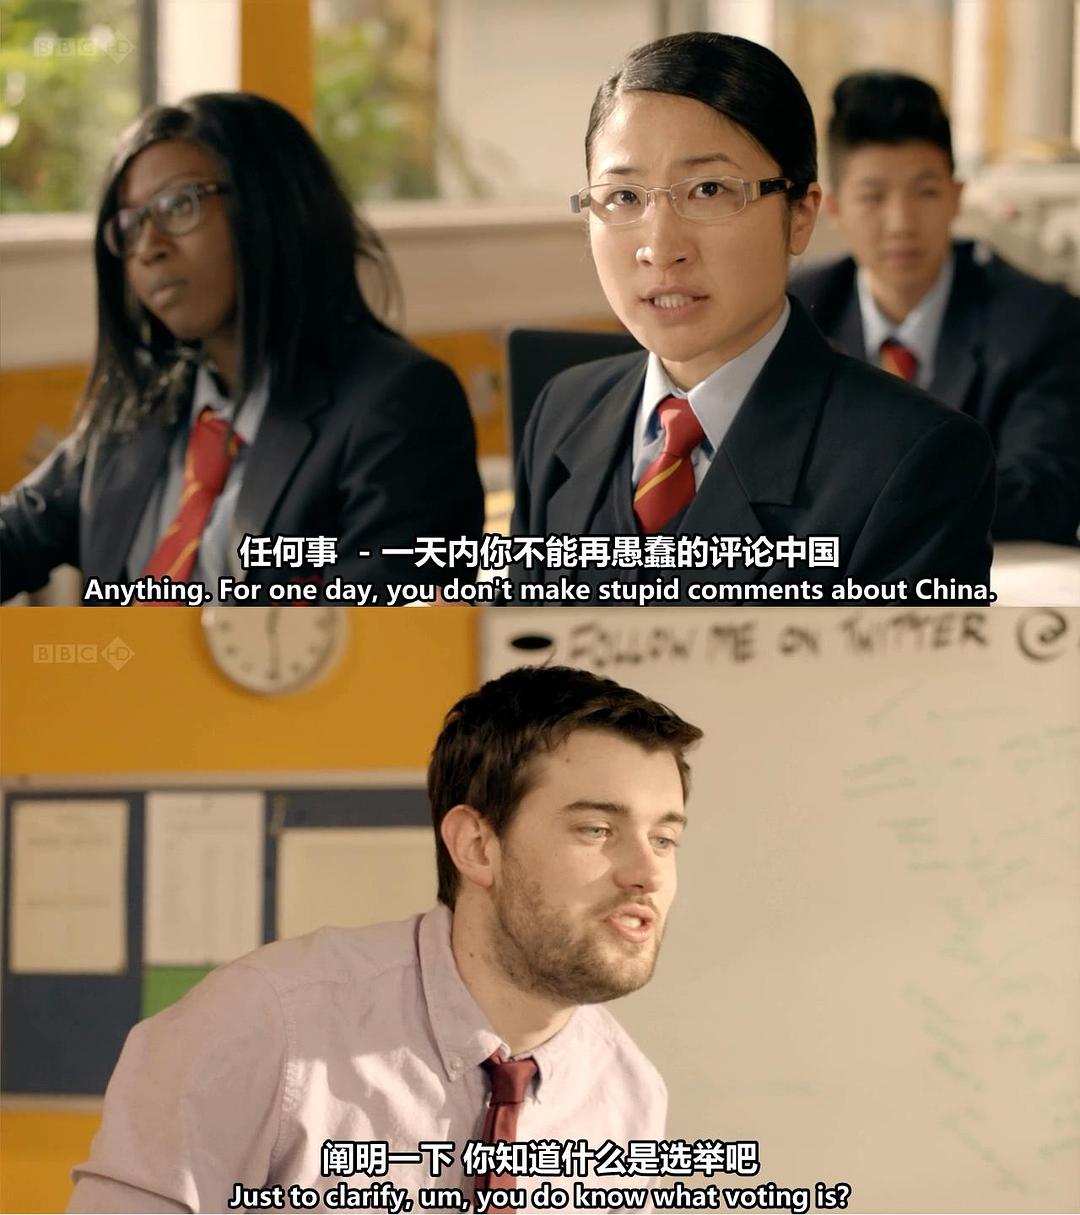 BBC HD
任何事 - 一天内你不能再愚蠢的评论中国
Anything. For one day, you don't make stupid comments about China.
FOLLOW ME ON TWITTER @
BBC HD
阐明一下 你知道什么是选举吧
Just to clarify, um, you do know what voting is?